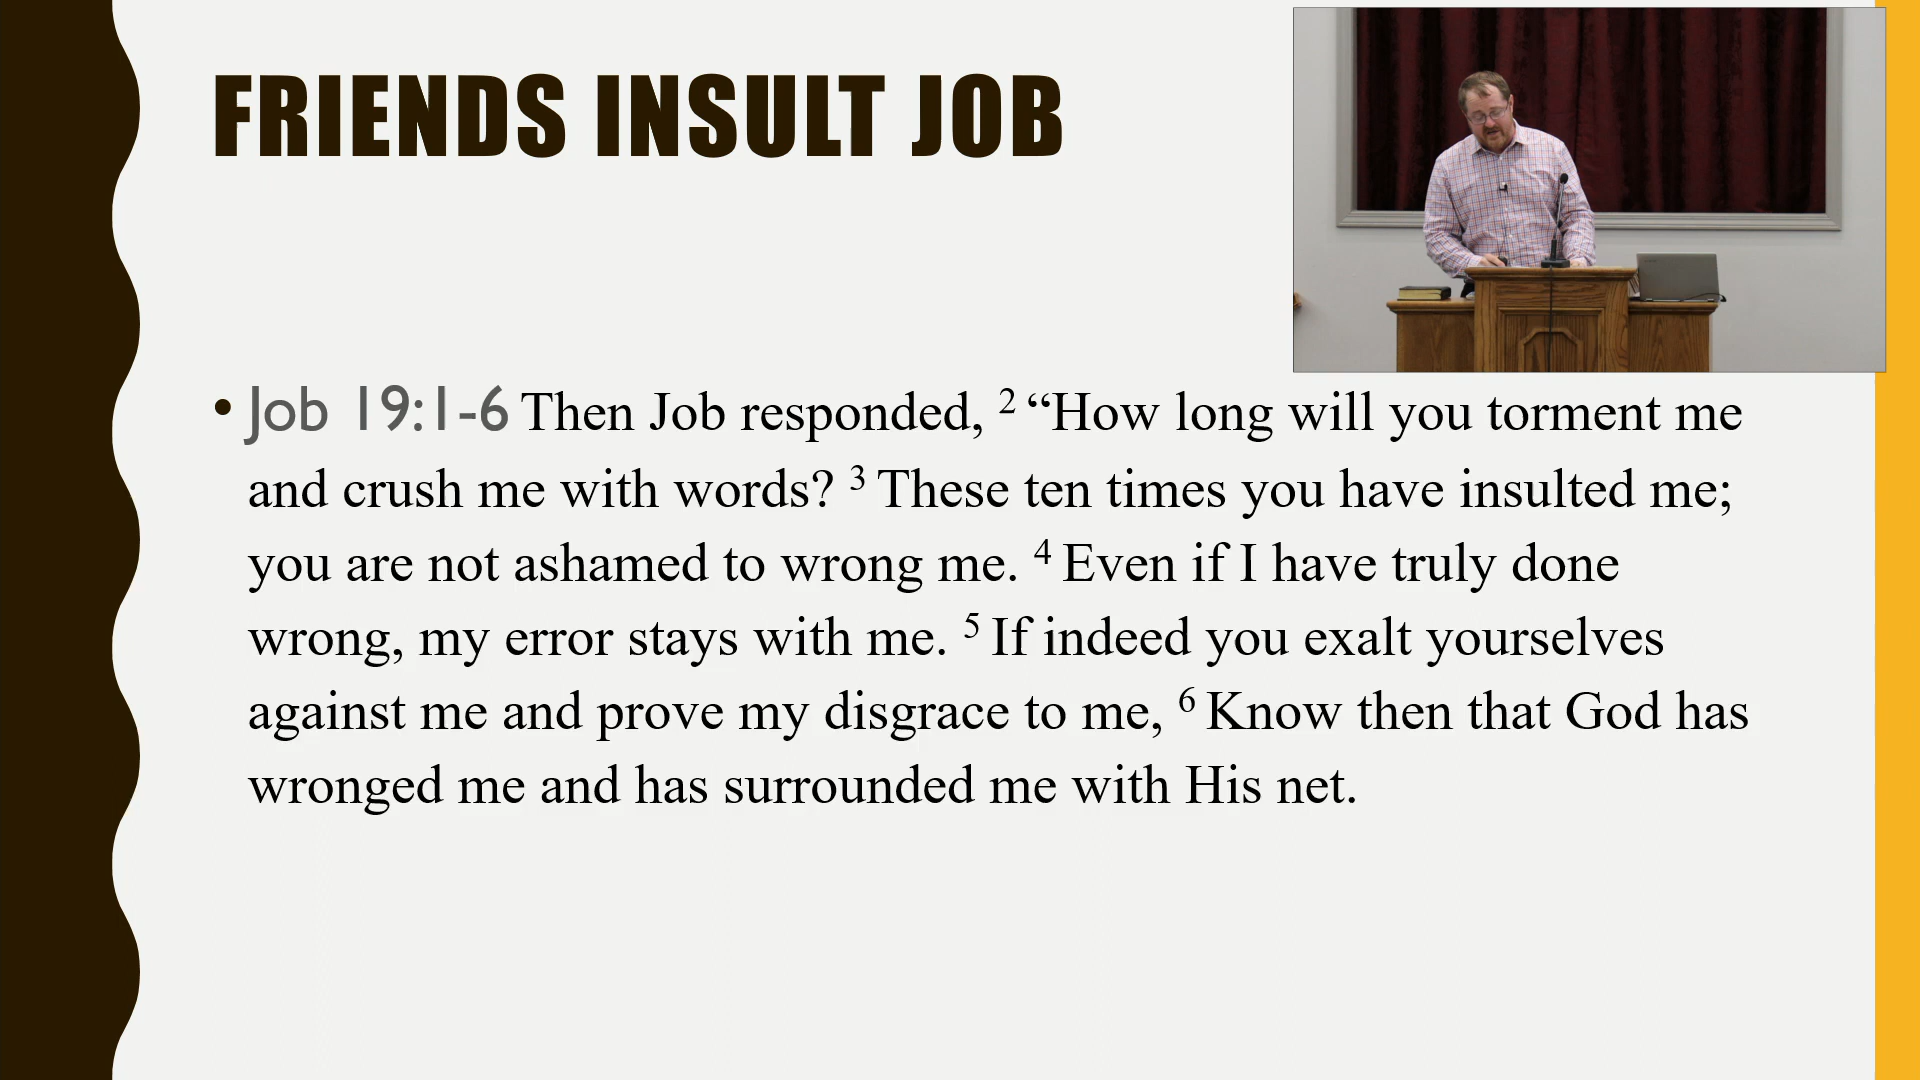 FRIENDS INSULT JOB
• Job 19:1-6 Then Job responded, ² “How long will you torment me
and crush me with words? ³ These ten times you have insulted me;
you are not ashamed to wrong me. ⁴ Even if I have truly done
wrong, my error stays with me. ⁵ If indeed you exalt yourselves
against me and prove my disgrace to me, ⁶ Know then that God has
wronged me and has surrounded me with His net.